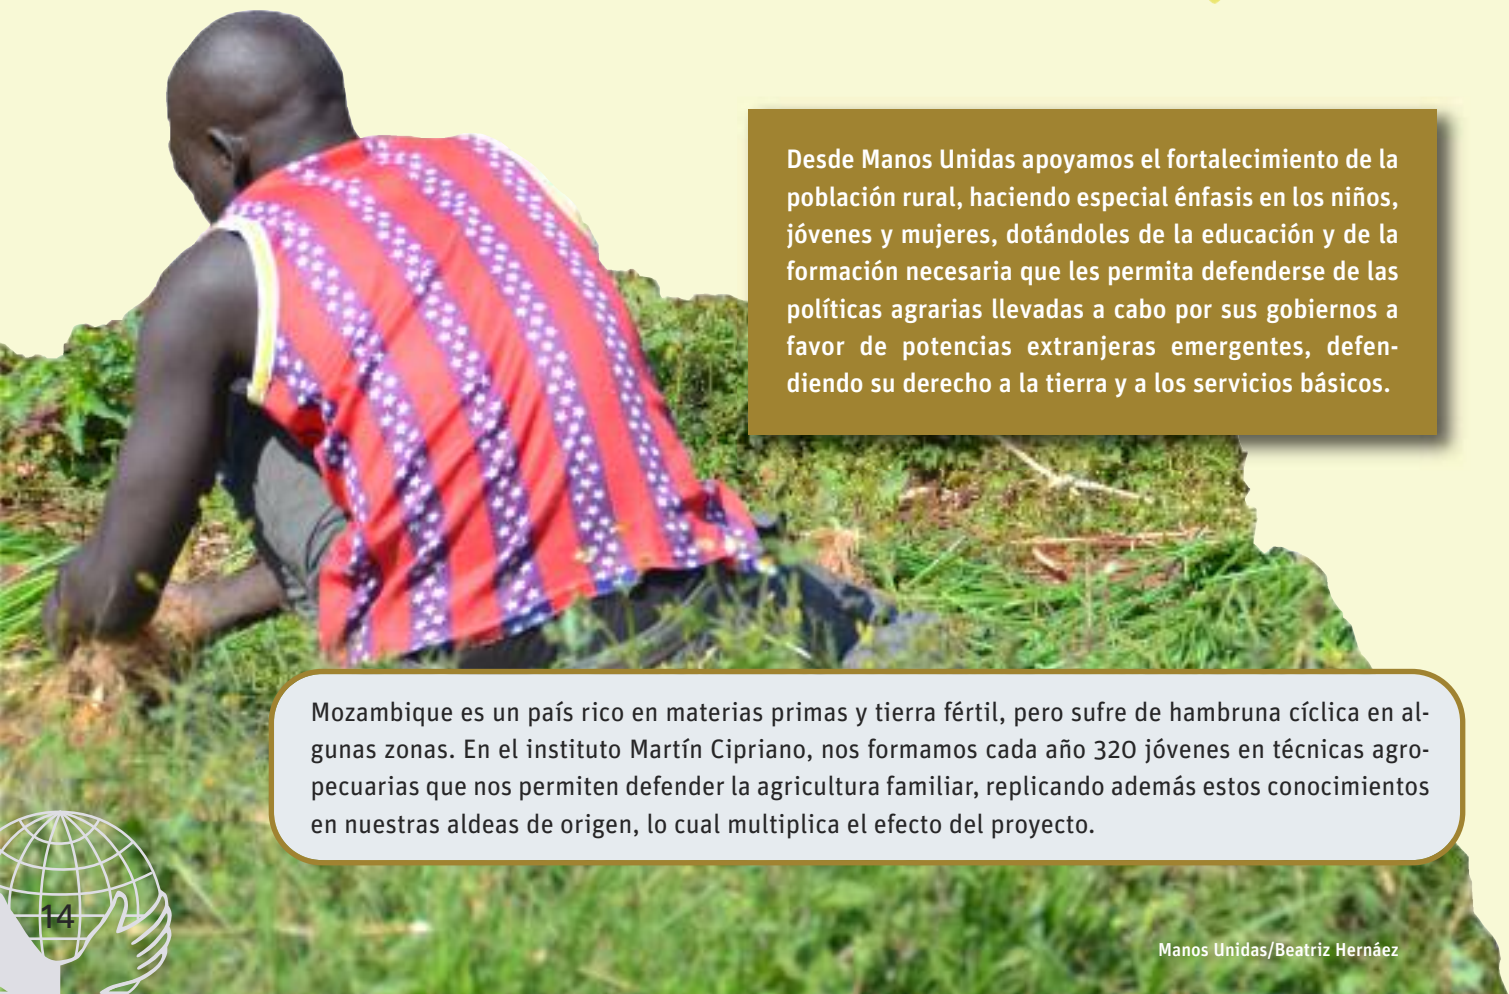 Desde Manos Unidas apoyamos el fortalecimiento de la
población rural, haciendo especial énfasis en los niños,
jóvenes y mujeres, dotándoles de la educación y de la
formación necesaria que les permita defenderse de las
políticas agrarias llevadas a cabo por sus gobiernos a
favor de potencias extranjeras emergentes, defen-
diendo su derecho a la tierra y a los servicios básicos.
Mozambique es un país rico en materias primas y tierra fértil, pero sufre de hambruna cíclica en al-
gunas zonas. En el instituto Martín Cipriano, nos formamos cada año 320 jóvenes en técnicas agro-
pecuarias que nos permiten defender la agricultura familiar, replicando además estos conocimientos
en nuestras aldeas de origen, lo cual multiplica el efecto del proyecto.
14
Manos Unidas/Beatriz Hernáez